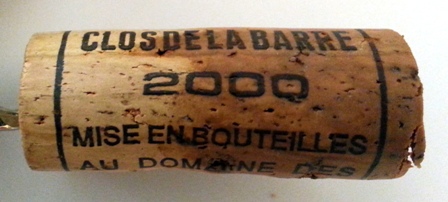 CLOS DE LA BARRE
2000
MISE EN BOUTEILLES
AU DOMAINE DES